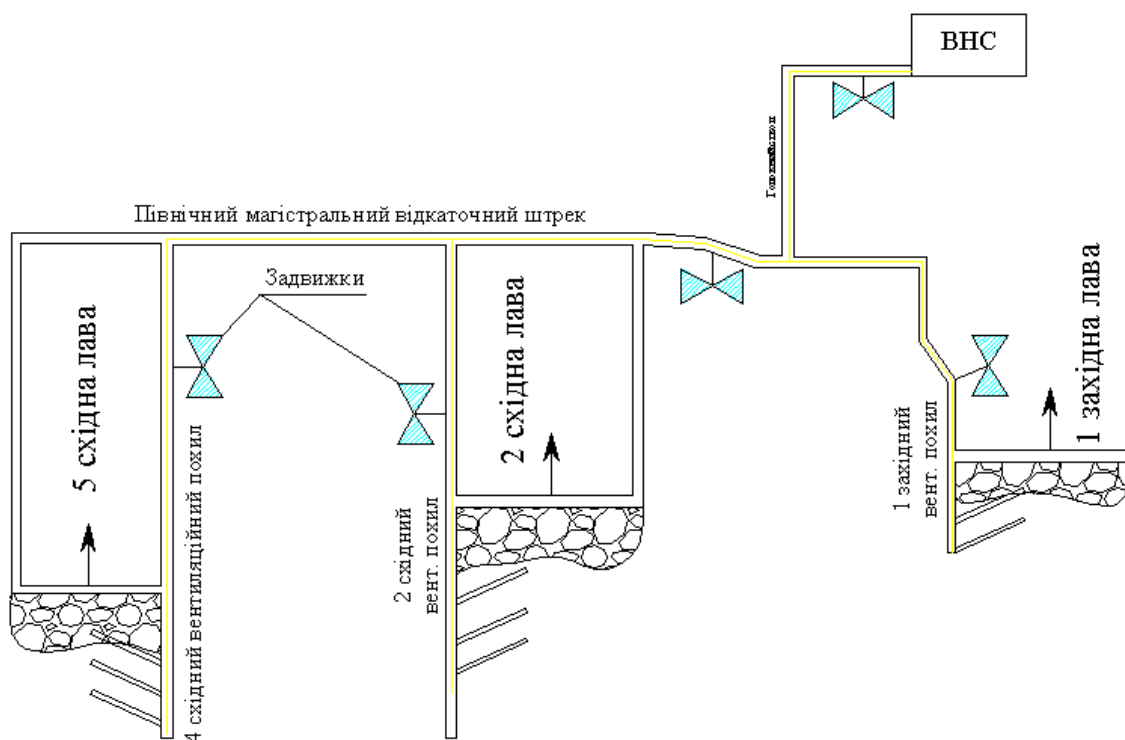 ВНС
Північний магістральний відкаточний штрек
Задвижки
5 східна лава
4 східний вентиляційний похил
2 східний
вент. похил
2 східна лава
1 західний
вент. похил
1 західна лава